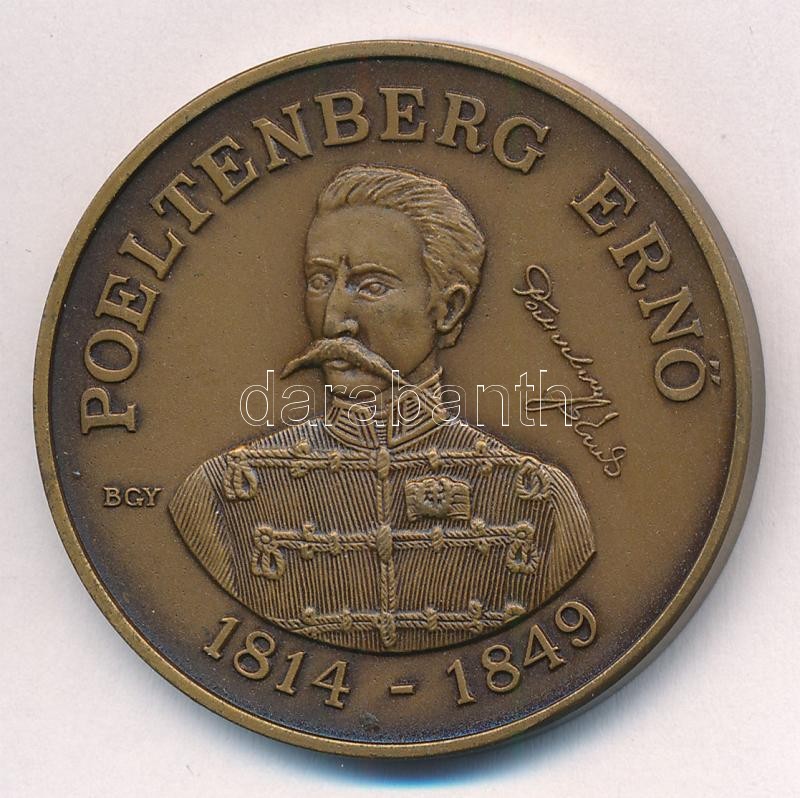 POELTENBERG ERNŐ
BGY
1814 - 1849
darabanth